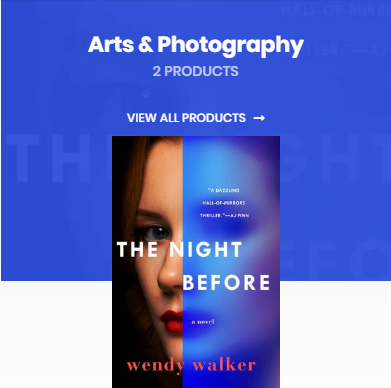 Arts & Photography
2 PRODUCTS
VIEW ALL PRODUCTS →
"A DAZZLING
HALL-OF-MIRRORS
THRILLER."—AJ FINN
THE NIGHT
BEFORE
a novel
wendy walker